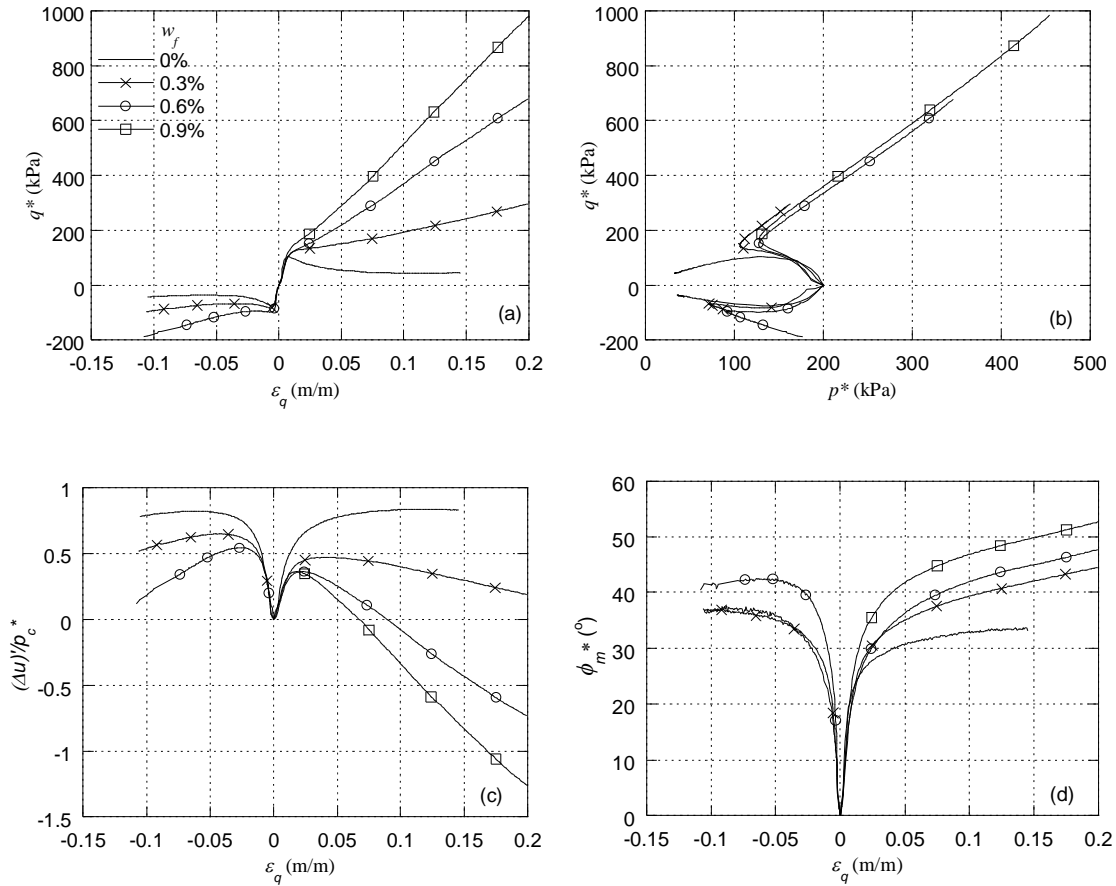 1000
800
600
400
200
0
-200
q* (kPa)
w_f
0%
0.3%
0.6%
0.9%
(a)
-0.15 -0.1 -0.05 0 0.05 0.1 0.15 0.2
ε_q (m/m)
1000
800
600
400
200
0
-200
q* (kPa)
(b)
0 100 200 300 400 500
p* (kPa)
1
0.5
0
-0.5
-1
-1.5
(Δu)'/p_c*
(c)
-0.15 -0.1 -0.05 0 0.05 0.1 0.15 0.2
ε_q (m/m)
60
50
40
30
20
10
0
ϕ_m* (°)
(d)
-0.15 -0.1 -0.05 0 0.05 0.1 0.15 0.2
ε_q (m/m)